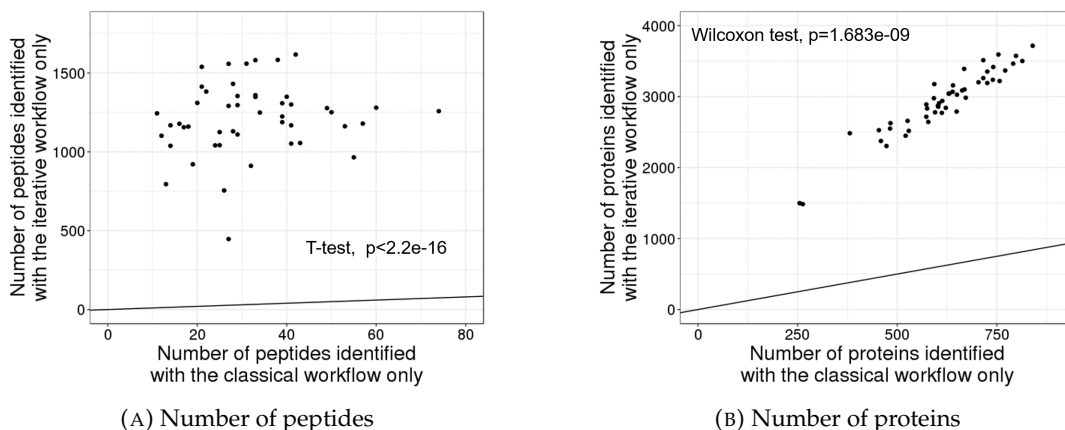 Number of peptides identified
with the iterative workflow only
1500
1000
500
0
T-test,  p<2.2e-16
0
20
40
60
80
Number of peptides identified
with the classical workflow only
(A) Number of peptides
Number of proteins identified
with the iterative workflow only
4000
3000
2000
1000
0
Wilcoxon test, p=1.683e-09
0
250
500
750
Number of proteins identified
with the classical workflow only
(B) Number of proteins